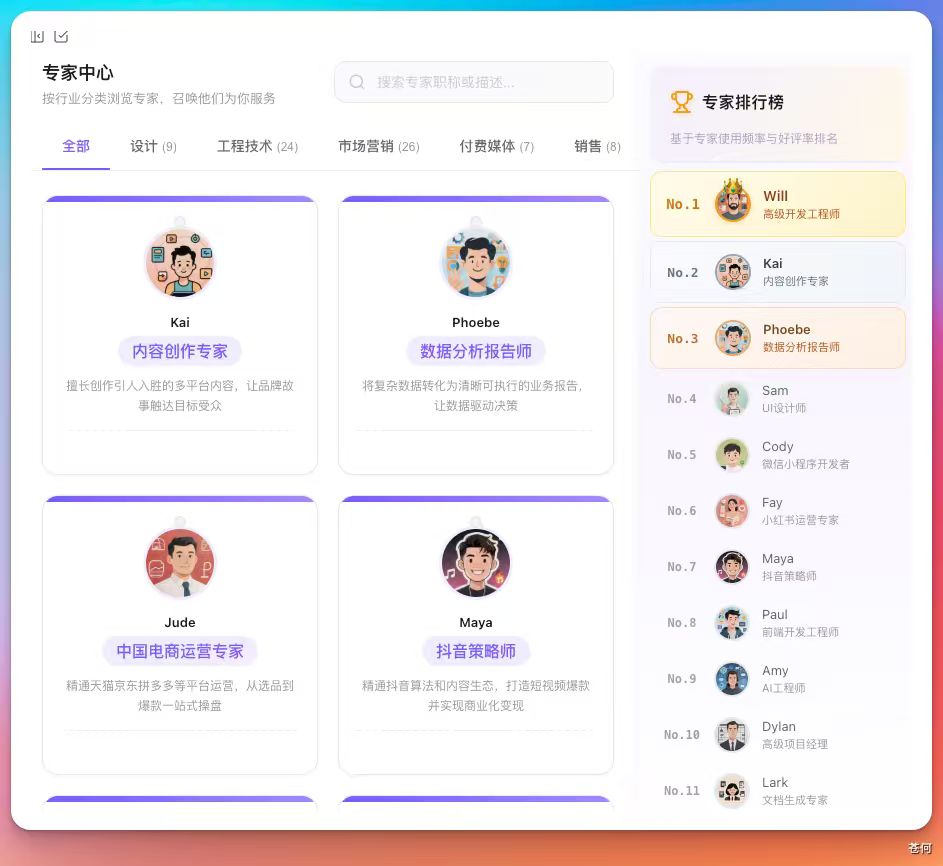 专家中心
按行业分类浏览专家，召唤他们为你服务
搜索专家职称或描述...
全部
设计 (9)
工程技术 (24)
市场营销 (26)
付费媒体 (7)
销售 (8)
Kai
内容创作专家
擅长创作引人入胜的多平台内容，让品牌故
事触达目标受众
Phoebe
数据分析报告师
将复杂数据转化为清晰可执行的业务报告，
让数据驱动决策
Jude
中国电商运营专家
精通天猫京东拼多多等平台运营，从选品到
爆款一站式操盘
Maya
抖音策略师
精通抖音算法和内容生态，打造短视频爆款
并实现商业化变现
专家排行榜
基于专家使用频率与好评率排名
No.1
Will
高级开发工程师
No.2
Kai
内容创作专家
No.3
Phoebe
数据分析报告师
No.4
Sam
UI设计师
No.5
Cody
微信小程序开发者
No.6
Fay
小红书运营专家
No.7
Maya
抖音策略师
No.8
Paul
前端开发工程师
No.9
Amy
AI工程师
No.10
Dylan
高级项目经理
No.11
Lark
文档生成专家
苍何